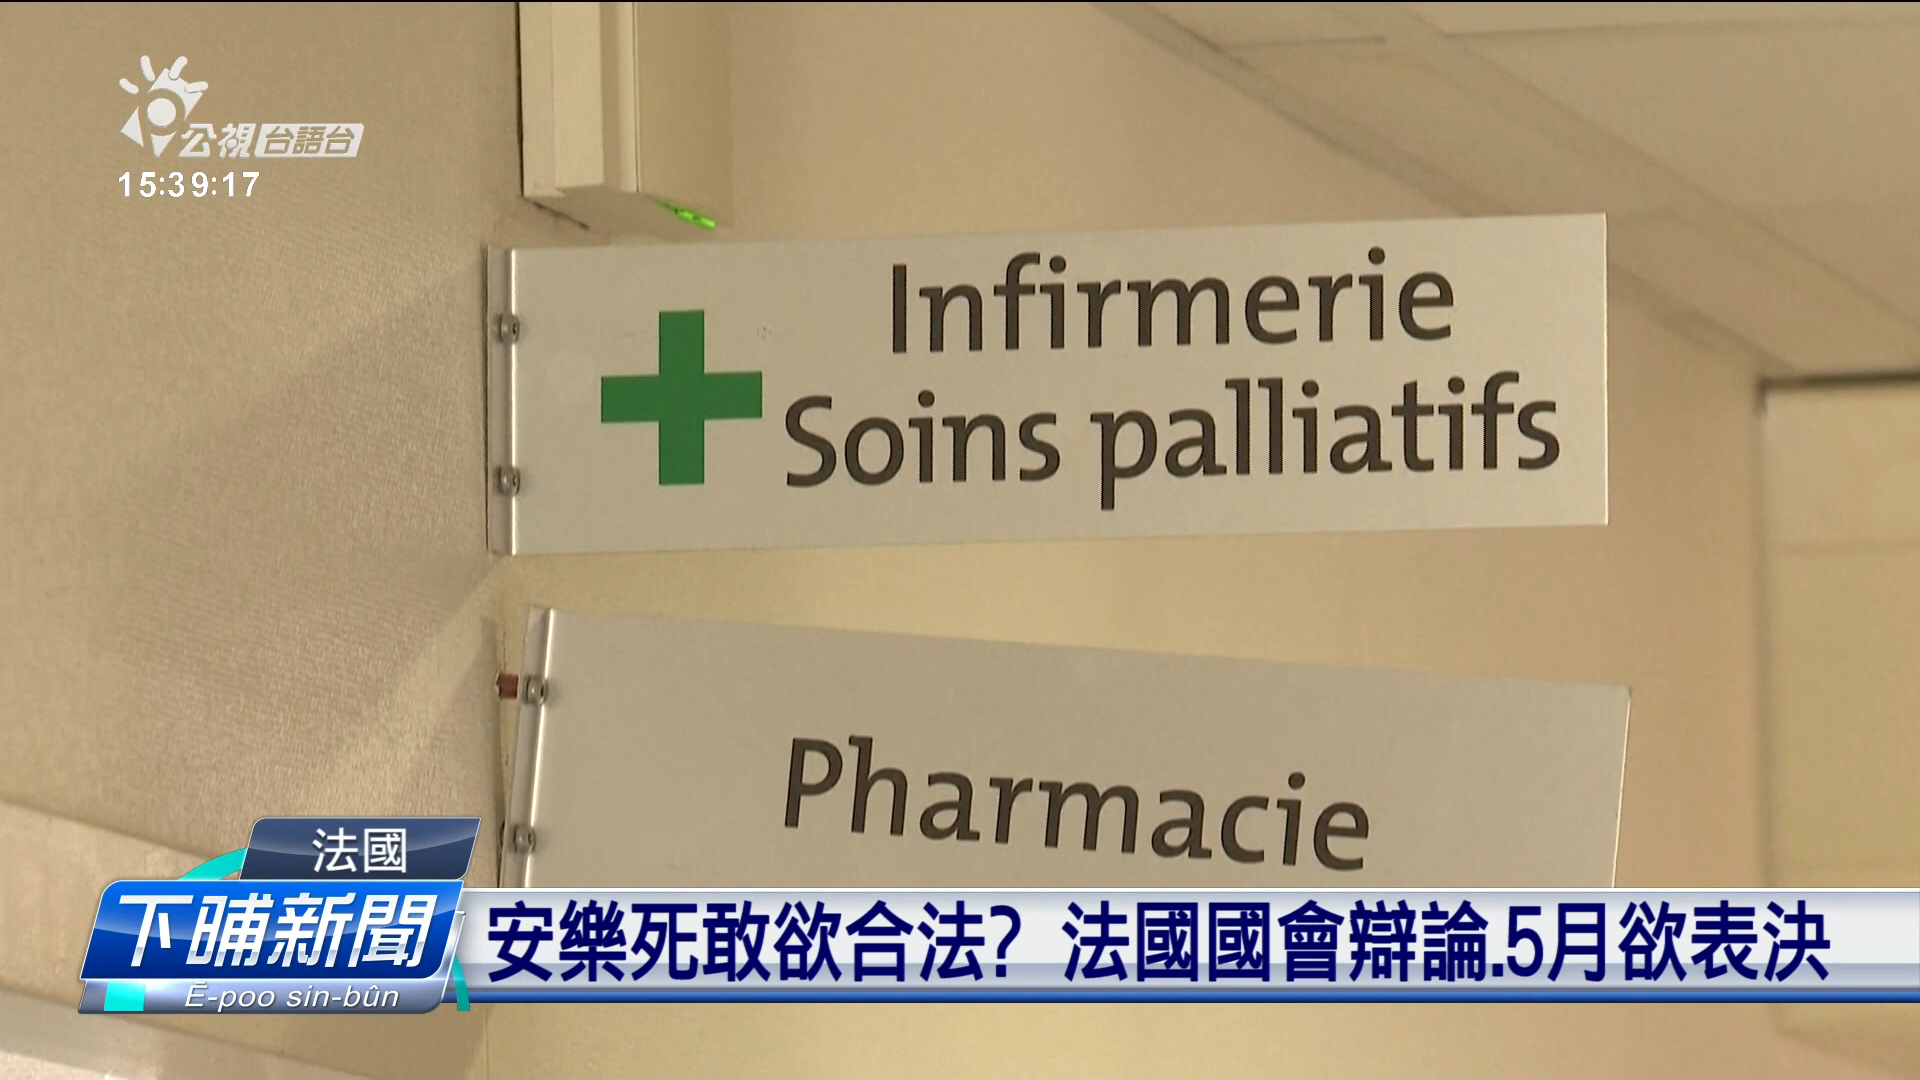 公視 台語台
15:39:17
Infirmerie
Soins palliatifs
Pharmacie
法國
下晡新聞
Ē-poo sin-bûn
安樂死敢欲合法? 法國國會辯論.5月欲表決